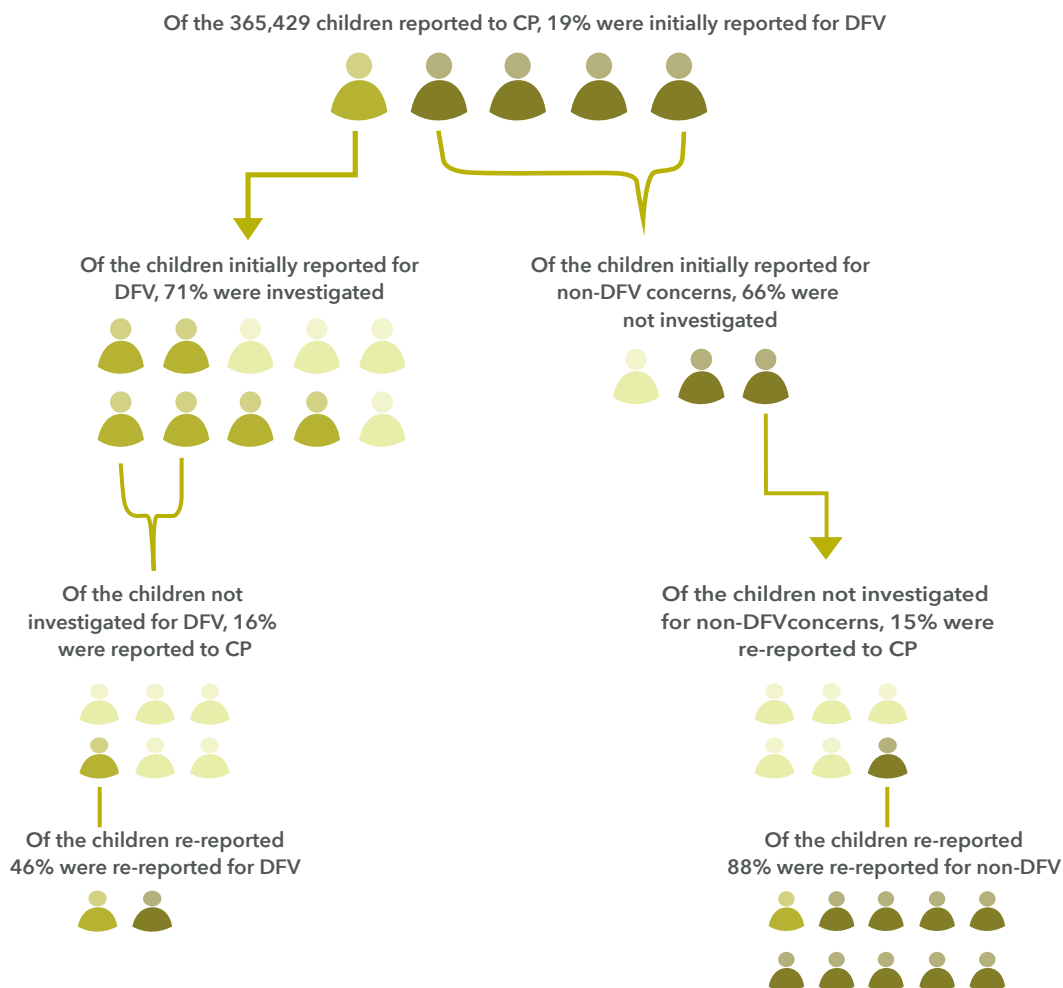 Of the 365,429 children reported to CP, 19% were initially reported for DFV
Of the children initially reported for
DFV, 71% were investigated
Of the children initially reported for
non-DFV concerns, 66% were
not investigated
Of the children not
investigated for DFV, 16%
were reported to CP
Of the children not investigated
for non-DFVconcerns, 15% were
re-reported to CP
Of the children re-reported
46% were re-reported for DFV
Of the children re-reported
88% were re-reported for non-DFV